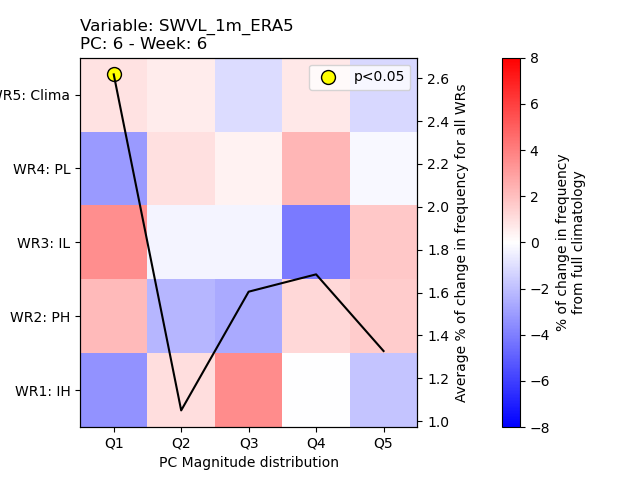 Variable: SWVL_1m_ERA5
PC: 6 - Week: 6
p<0.05
R5: Clima
WR4: PL
WR3: IL
WR2: PH
WR1: IH
Q1 Q2 Q3 Q4 Q5
PC Magnitude distribution
2.6
2.4
2.2
2.0
1.8
1.6
1.4
1.2
1.0
Average % of change in frequency for all WRs
8
6
4
2
0
−2
−4
−6
−8
% of change in frequency
from full climatology